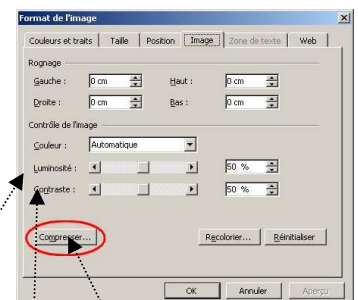 Format de l'image
Couleurs et traits Taille Position Image Zone de texte Web
Rognage
Gauche : 0 cm Haut : 0 cm
Droite : 0 cm Bas : 0 cm
Contrôle de l'image
Couleur : Automatique
Luminosité : 50 %
Contraste : 50 %
Compresser... Recolorier... Réinitialiser
OK Annuler Aperçu